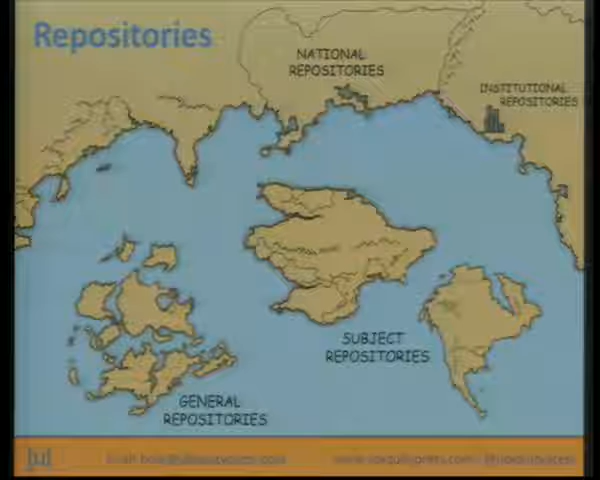 Repositories
NATIONAL
REPOSITORIES
INSTITUTIONAL
REPOSITORIES
SUBJECT
REPOSITORIES
GENERAL
REPOSITORIES